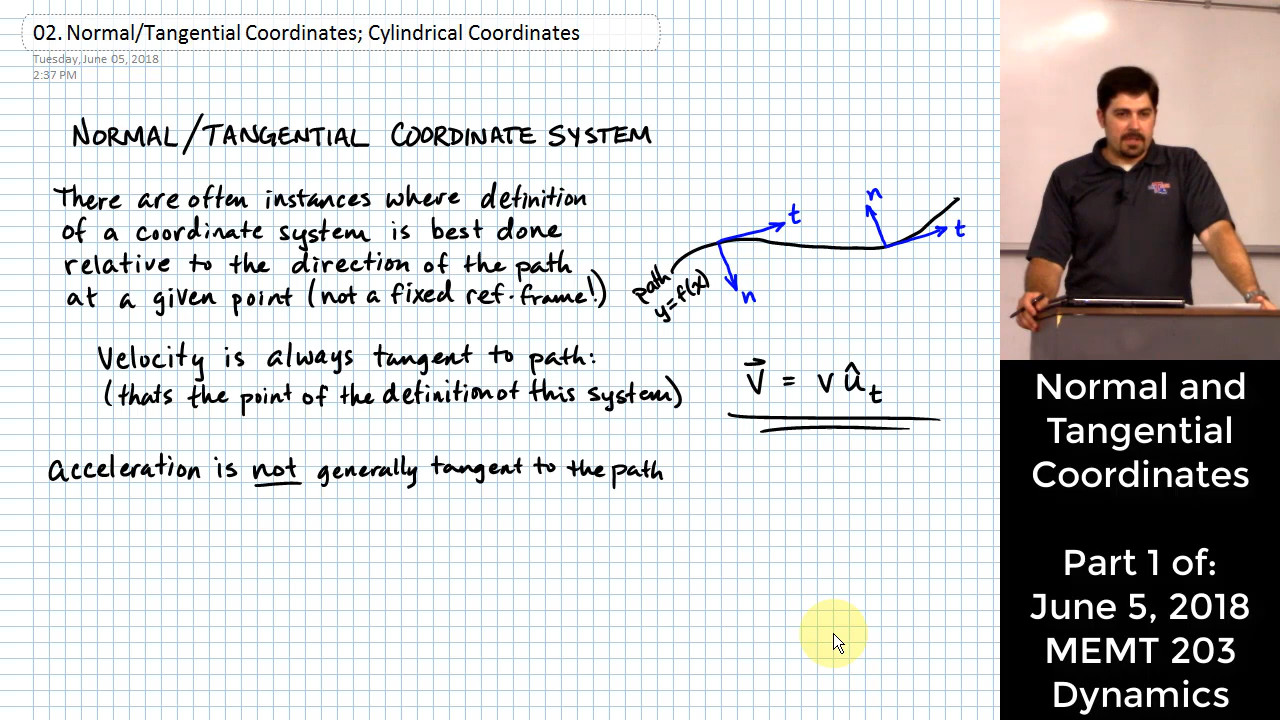 02. Normal/Tangential Coordinates; Cylindrical Coordinates
Tuesday, June 05, 2018
2:37 PM
NORMAL/TANGENTIAL COORDINATE SYSTEM
There are often instances where definition
of a coordinate system is best done
relative to the direction of the path
at a given point (not a fixed ref. frame!)
path
y=f(x)
t
n
n
t
Velocity is always tangent to path:
(thats the point of the definition of this system)
v⃗ = v û_t
Acceleration is not generally tangent to the path
Normal and
Tangential
Coordinates
Part 1 of:
June 5, 2018
MEMT 203
Dynamics